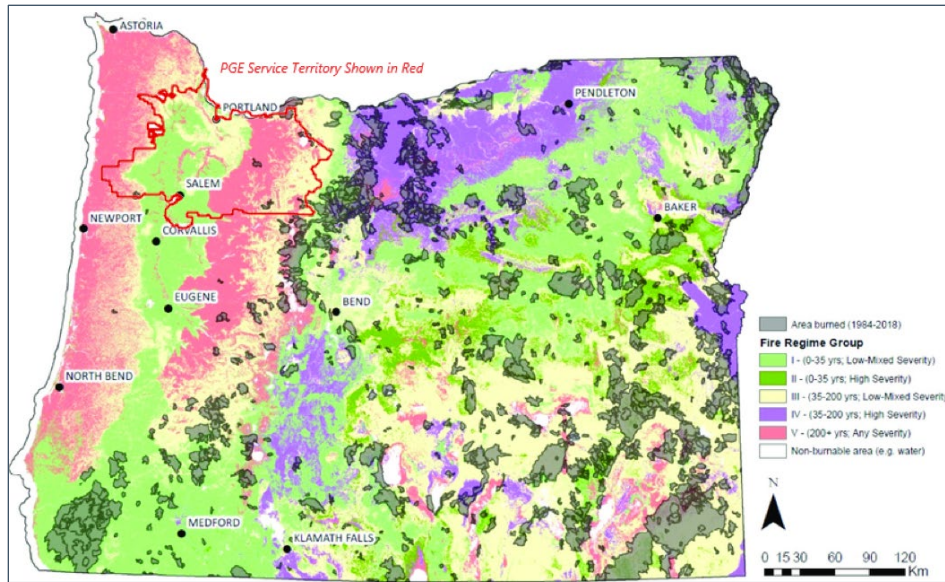 ASTORIA
PGE Service Territory Shown in Red
PORTLAND
PENDLETON
SALEM
BAKER
NEWPORT
CORVALLIS
EUGENE
BEND
NORTH BEND
MEDFORD
KLAMATH FALLS
Area burned (1984-2018)
Fire Regime Group
I - (0-35 yrs; Low-Mixed Severity)
II - (0-35 yrs; High Severity)
III - (35-200 yrs; Low-Mixed Severity
IV - (35-200 yrs; High Severity)
V - (200+ yrs; Any Severity)
Non-burnable area (e.g. water)
N
0 15 30 60 90 120
Km